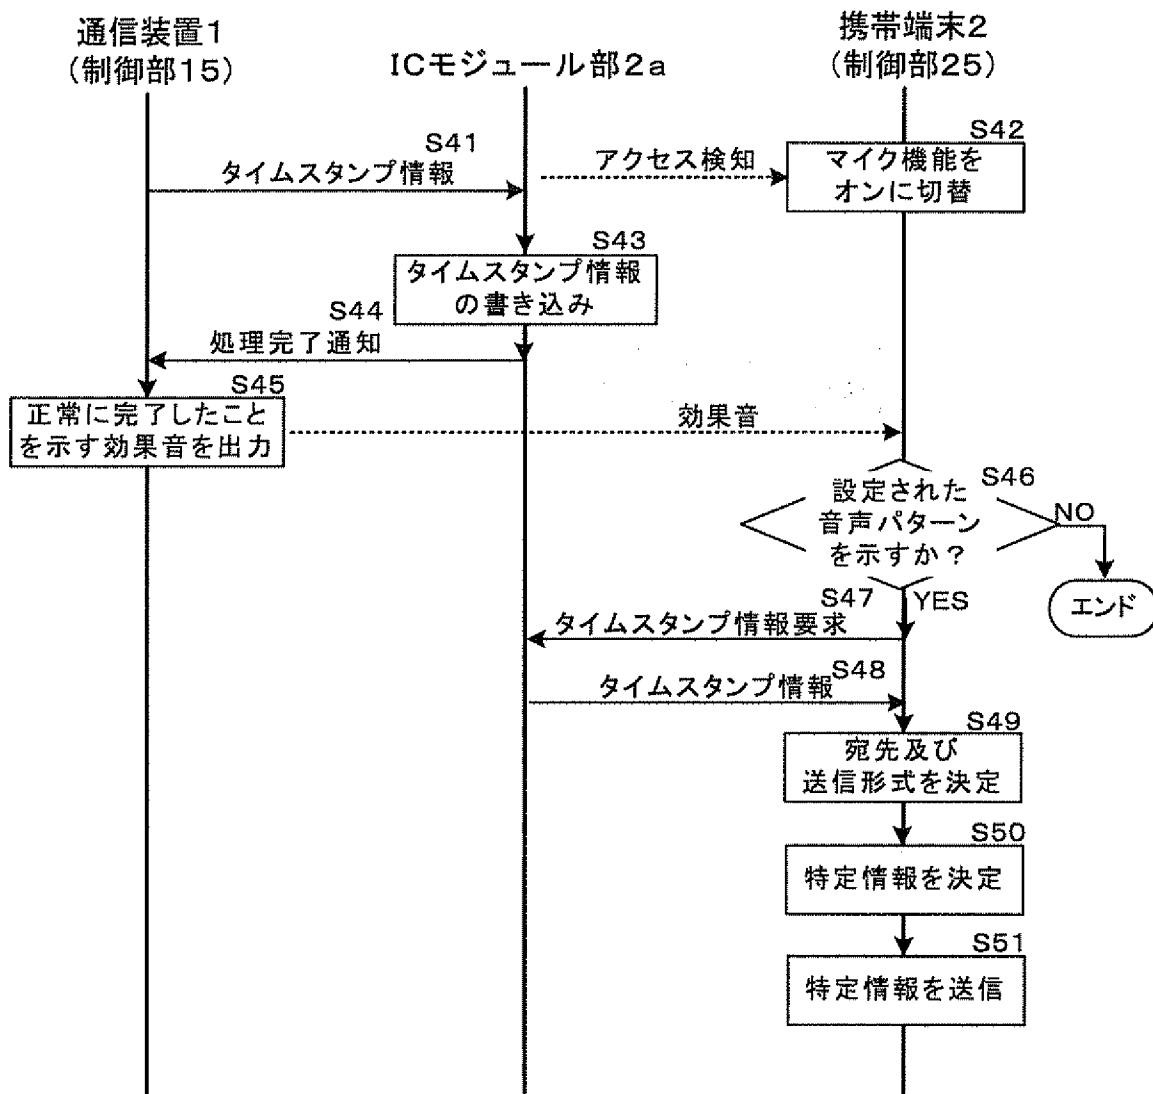 通信装置1
(制御部15)
ICモジュール部2a
携帯端末2
(制御部25)
S41
タイムスタンプ情報
アクセス検知
S42
マイク機能を
オンに切替
S43
タイムスタンプ情報
の書き込み
S44
処理完了通知
S45
正常に完了したこと
を示す効果音を出力
効果音
S46
設定された
音声パターン
を示すか?
NO
エンド
YES
S47
タイムスタンプ情報要求
S48
タイムスタンプ情報
S49
宛先及び
送信形式を決定
S50
特定情報を決定
S51
特定情報を送信